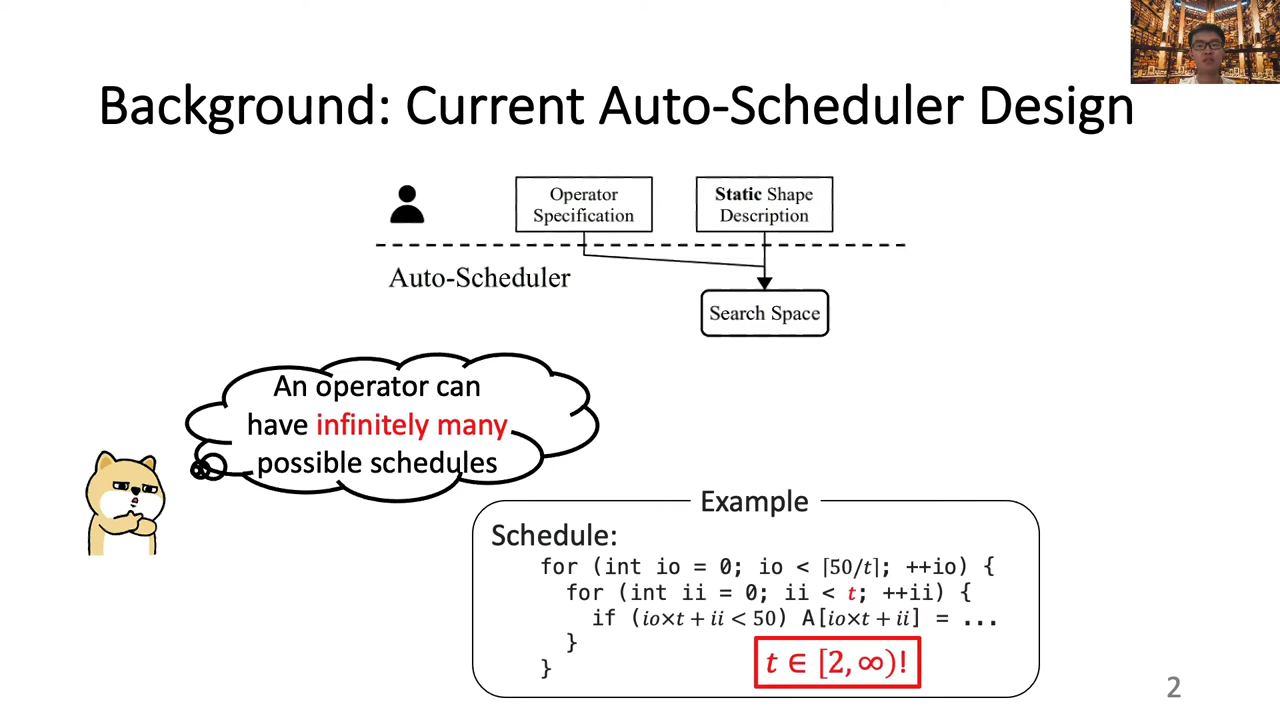 Background: Current Auto-Scheduler Design
Operator
Specification
Static Shape
Description
Auto-Scheduler
Search Space
An operator can
have infinitely many
possible schedules
Example
Schedule:
for (int io = 0; io < ⌈50/t⌉; ++io) {
for (int ii = 0; ii < t; ++ii) {
if (io×t + ii < 50) A[io×t + ii] = ...
}
}
t ∈ [2, ∞)!
2